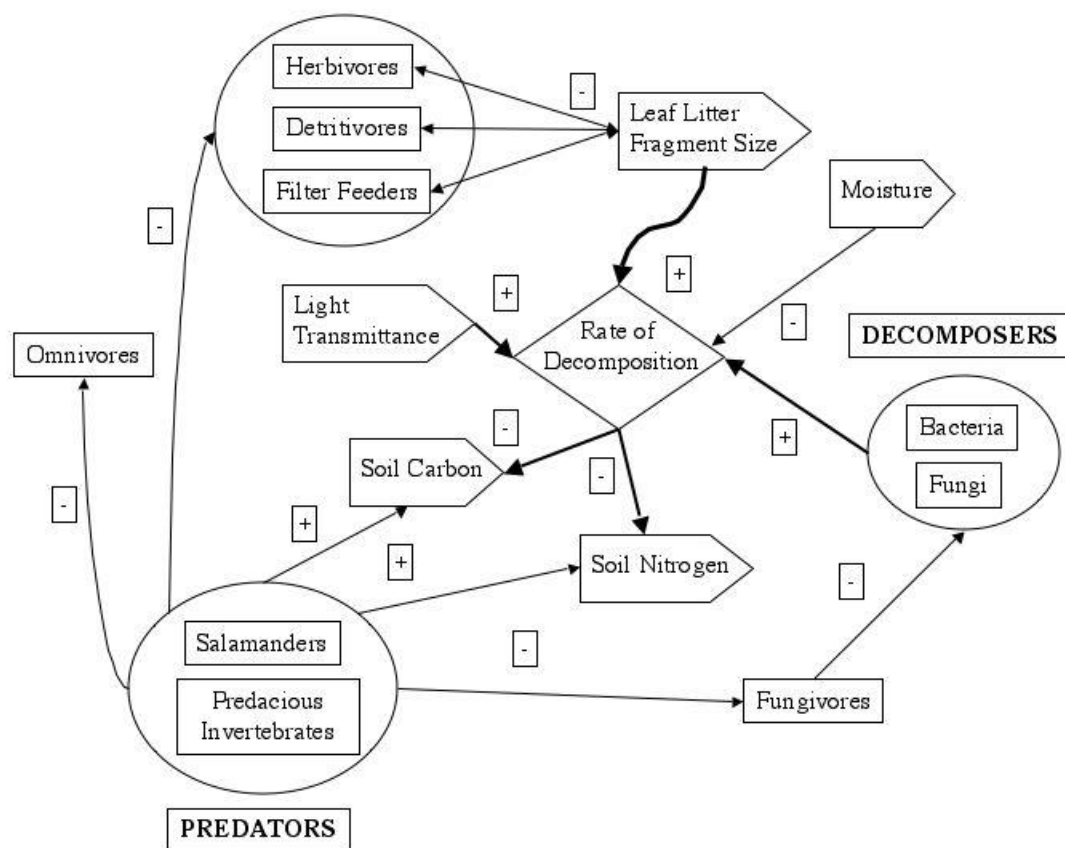 Herbivores
-
Leaf Litter
Fragment Size
Detritivores
Filter Feeders
Moisture
-
+
Light
Transmittance
+
Rate of
Decomposition
-
DECOMPOSERS
Omnivores
Bacteria
-
+
Soil Carbon
-
Fungi
-
+
+
Soil Nitrogen
-
Salamanders
-
Predacious
Invertebrates
Fungivores
PREDATORS